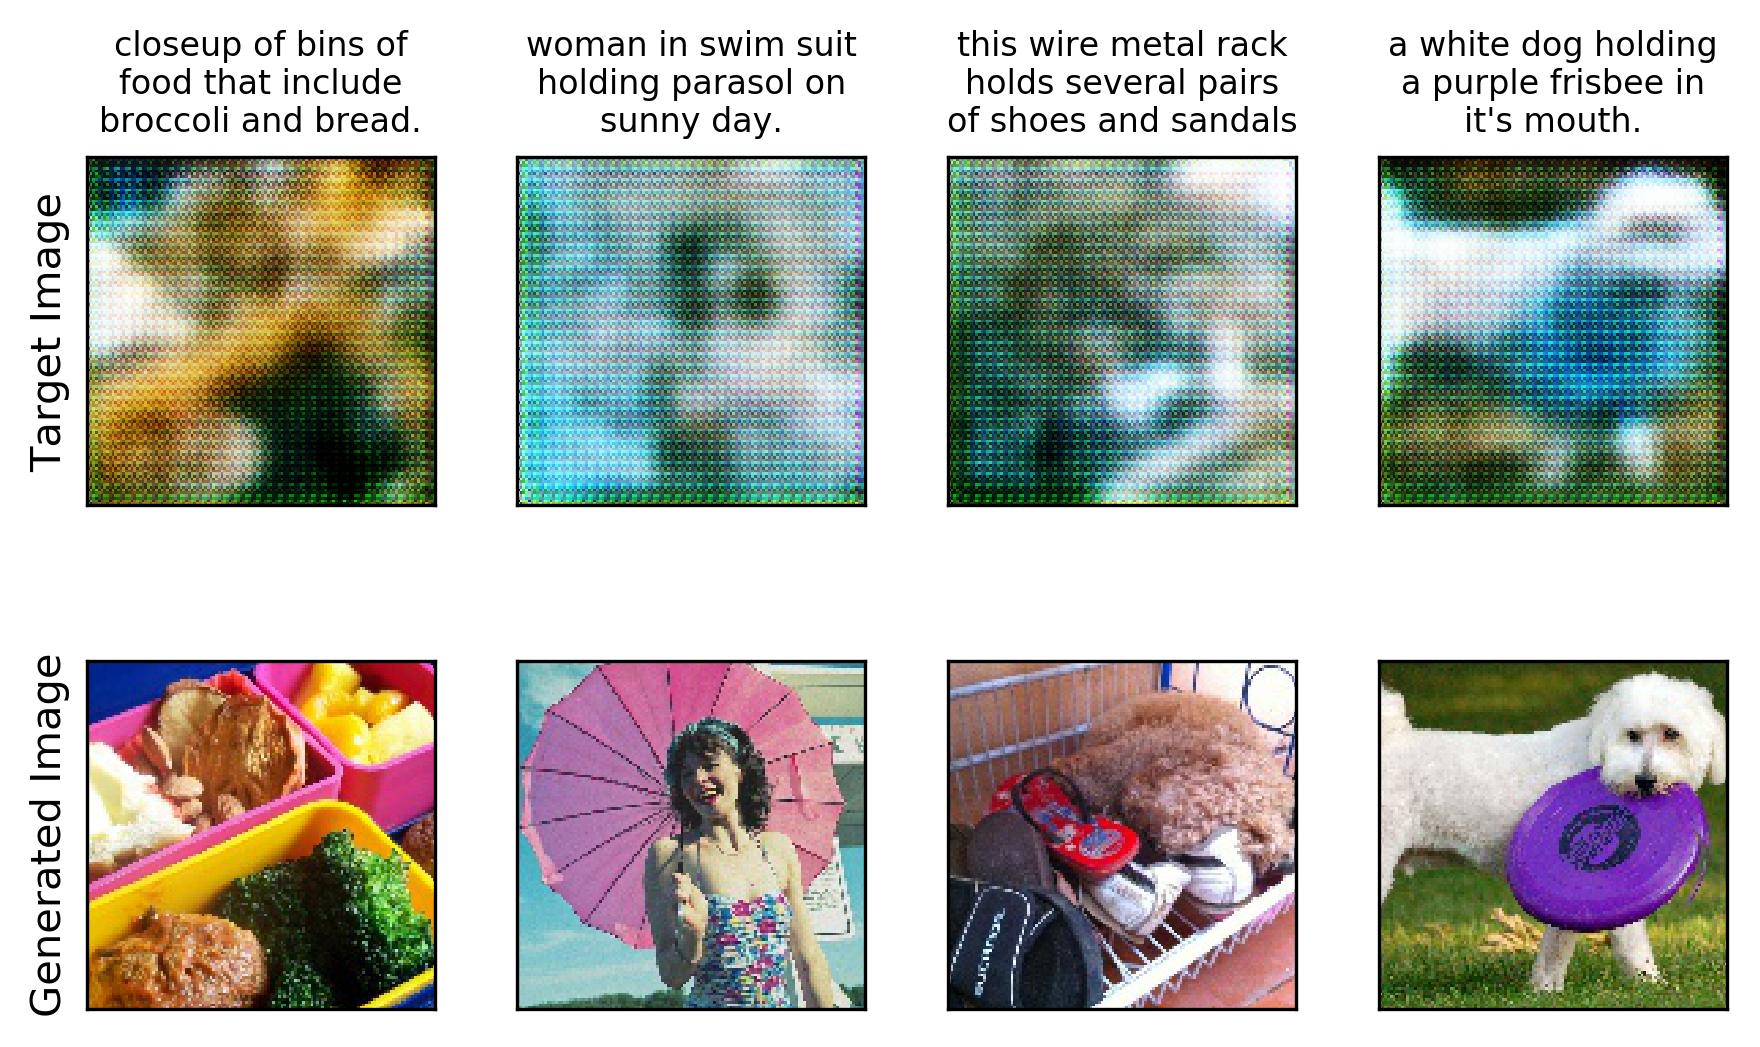 closeup of bins of
food that include
broccoli and bread.
woman in swim suit
holding parasol on
sunny day.
this wire metal rack
holds several pairs
of shoes and sandals
a white dog holding
a purple frisbee in
it's mouth.
Target Image
Generated Image